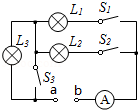 L₁ S₁
L₃ L₂ S₂
S₃
a b A